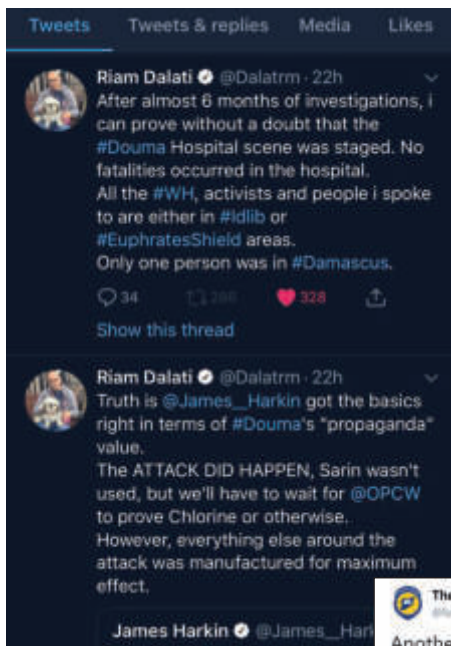 Tweets Tweets & replies Media Likes
Riam Dalati @Dalatrm · 22h
After almost 6 months of investigations, i
can prove without a doubt that the
#Douma Hospital scene was staged. No
fatalities occurred in the hospital.
All the #WH, activists and people i spoke
to are either in #Idlib or
#EuphratesShield areas.
Only one person was in #Damascus.
34 328
Show this thread
Riam Dalati @Dalatrm · 22h
Truth is @James__Harkin got the basics
right in terms of #Douma's "propaganda"
value.
The ATTACK DID HAPPEN, Sarin wasn't
used, but we'll have to wait for @OPCW
to prove Chlorine or otherwise.
However, everything else around the
attack was manufactured for maximum
effect.
The
James Harkin @James__Hark
Anothe